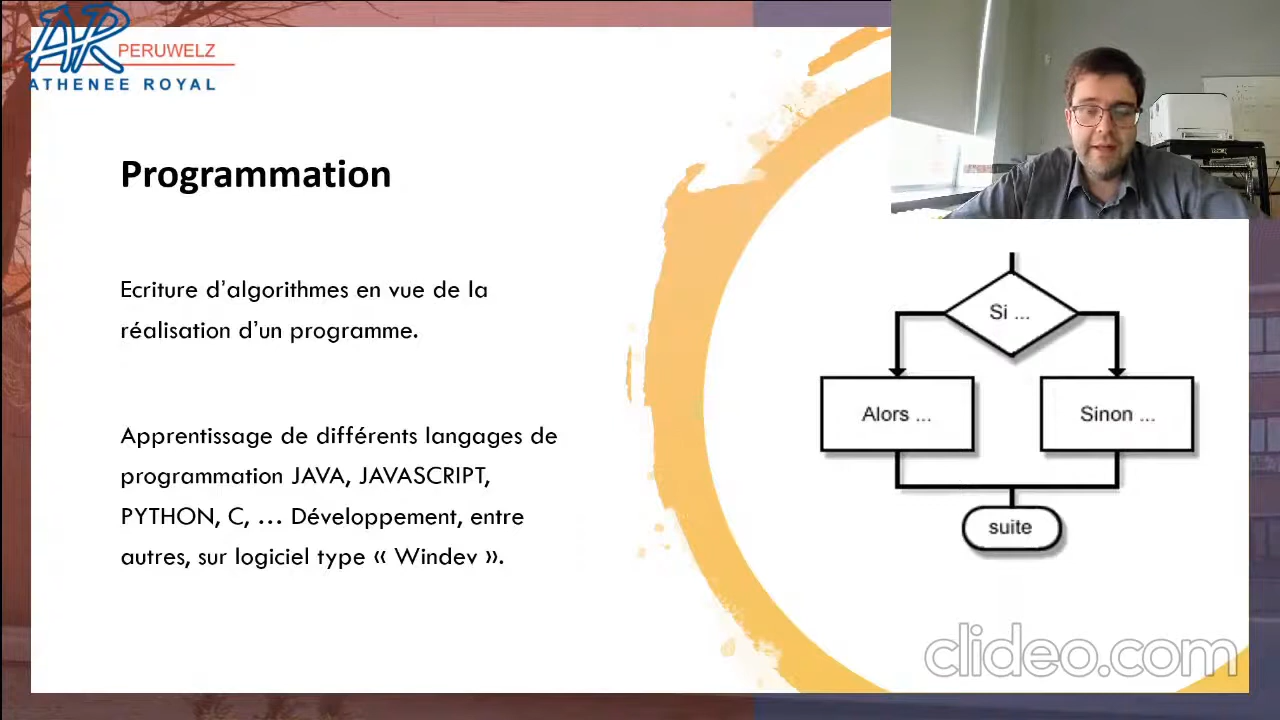 AR PERUWELZ
ATHENEE ROYAL
Programmation
Ecriture d’algorithmes en vue de la
réalisation d’un programme.
Apprentissage de différents langages de
programmation JAVA, JAVASCRIPT,
PYTHON, C, … Développement, entre
autres, sur logiciel type « Windev ».
Si ...
Alors ...
Sinon ...
suite
clideo.com